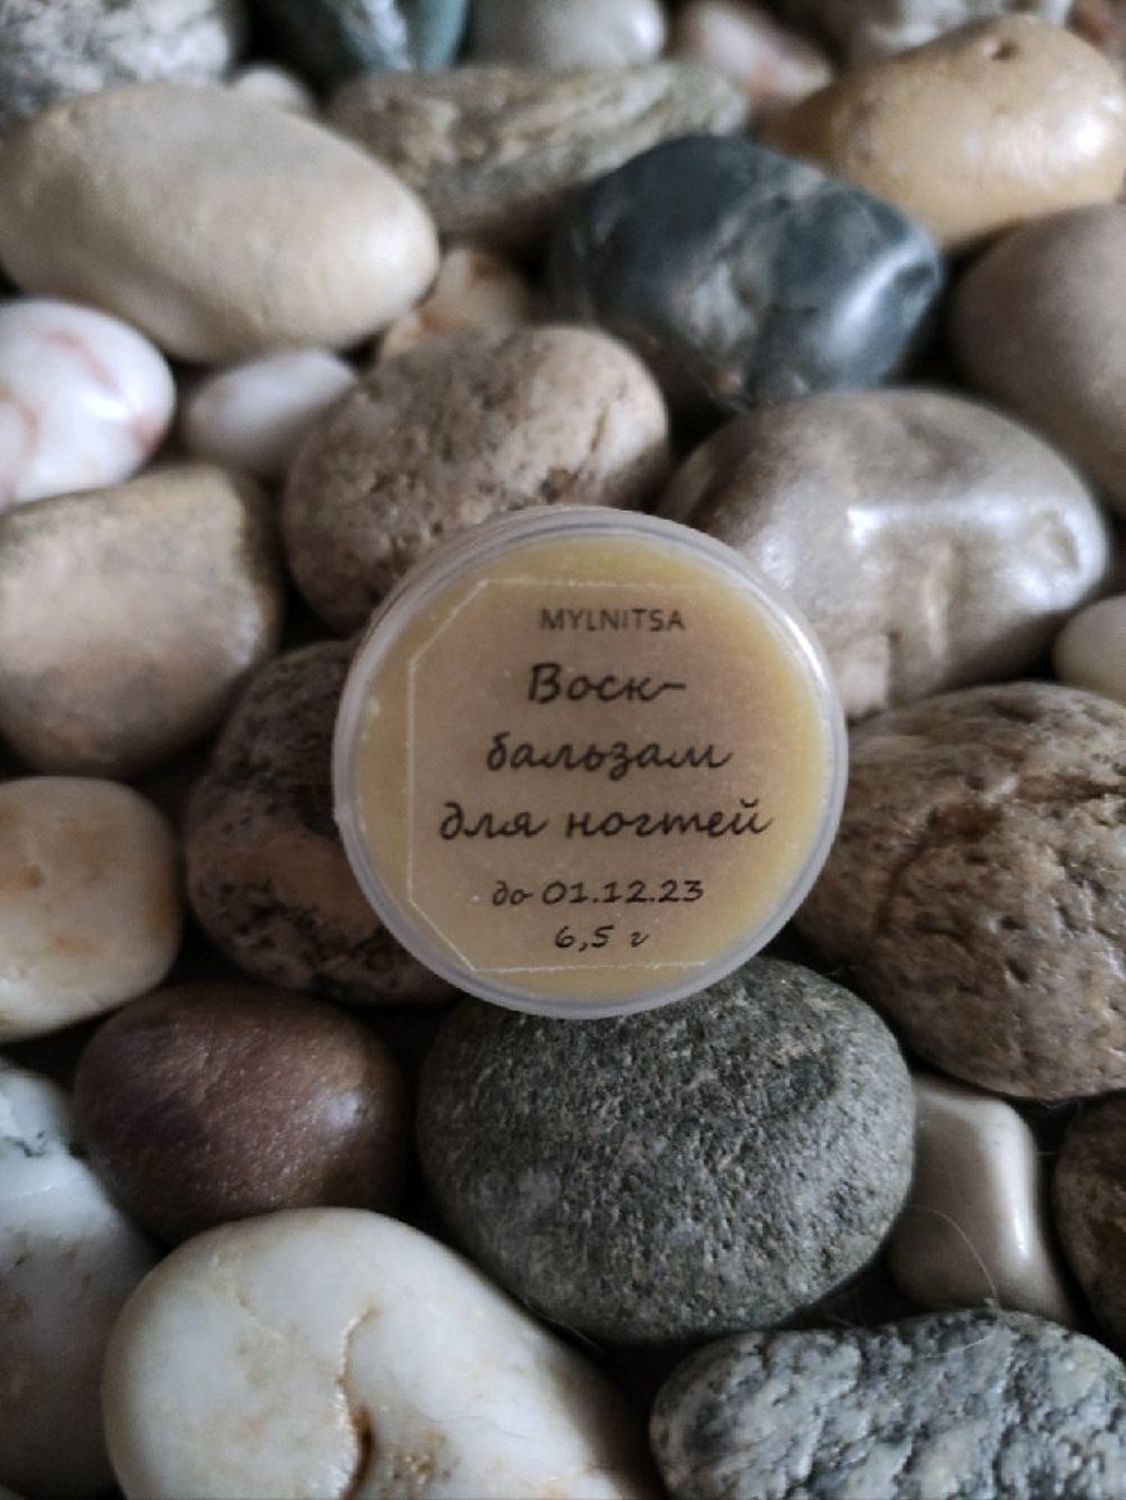 MYLNITSA
Воск-
бальзам
для ногтей
до 01.12.23
6,5 г